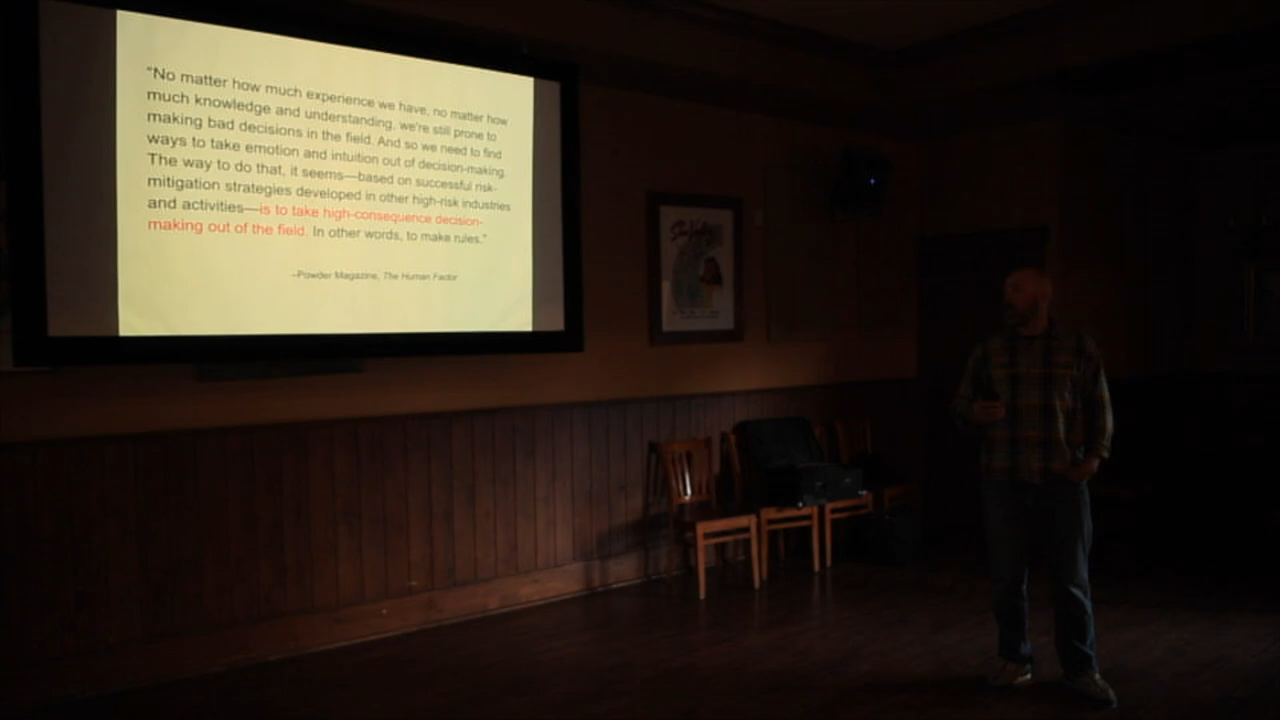 "No matter how much experience we have, no matter how
much knowledge and understanding, we're still prone to
making bad decisions in the field. And so we need to find
ways to take emotion and intuition out of decision-making.
The way to do that, it seems—based on successful risk-
mitigation strategies developed in other high-risk industries
and activities—is to take high-consequence decision-
making out of the field. In other words, to make rules."
–Powder Magazine, The Human Factor